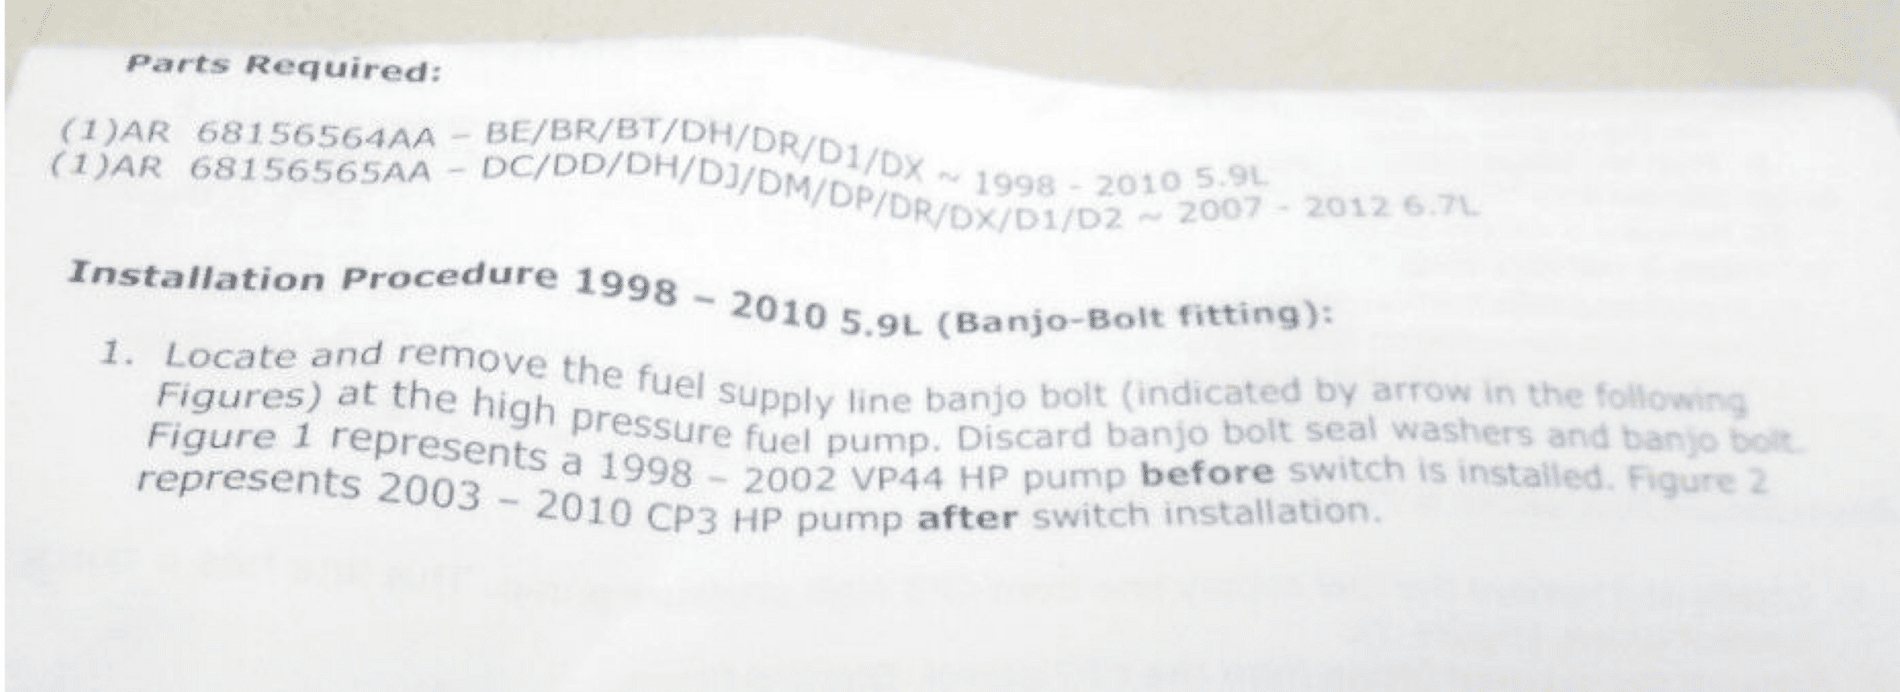 Parts Required:
(1)AR 68156564AA – BE/BR/BT/DH/DR/D1/DX ~ 1998 - 2010 5.9L
(1)AR 68156565AA – DC/DD/DH/DJ/DM/DP/DR/DX/D1/D2 ~ 2007 - 2012 6.7L
Installation Procedure 1998 – 2010 5.9L (Banjo-Bolt fitting):
1. Locate and remove the fuel supply line banjo bolt (indicated by arrow in the following
Figures) at the high pressure fuel pump. Discard banjo bolt seal washers and banjo bolt.
Figure 1 represents a 1998 – 2002 VP44 HP pump before switch is installed. Figure 2
represents 2003 – 2010 CP3 HP pump after switch installation.